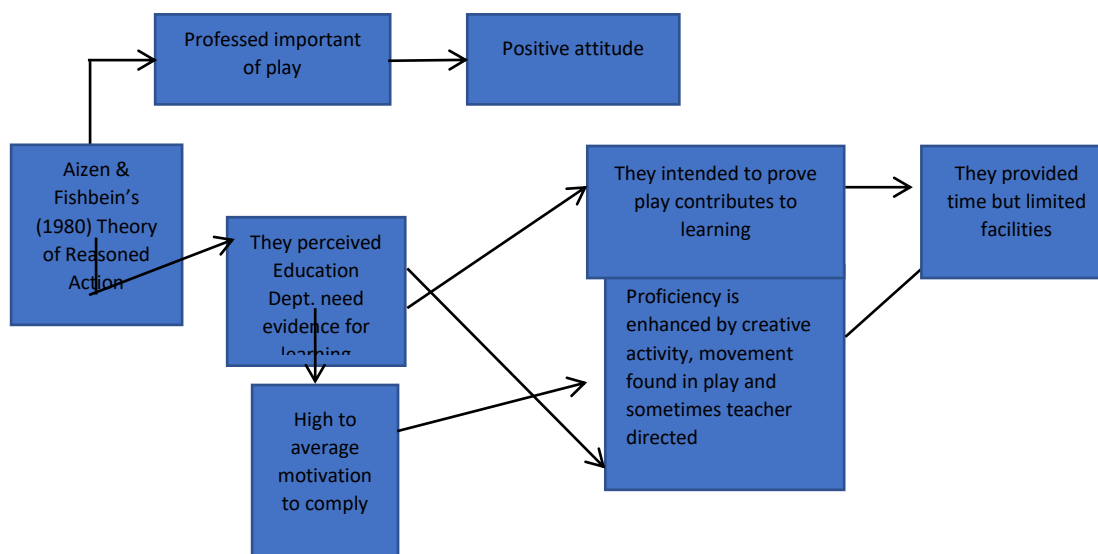 Professed important
of play
Positive attitude
Aizen &
Fishbein's
(1980) Theory
of Reasoned
Action
They perceived
Education
Dept. need
evidence for
learning
High to
average
motivation
to comply
They intended to prove
play contributes to
learning
Proficiency is
enhanced by creative
activity, movement
found in play and
sometimes teacher
directed
They provided
time but limited
facilities